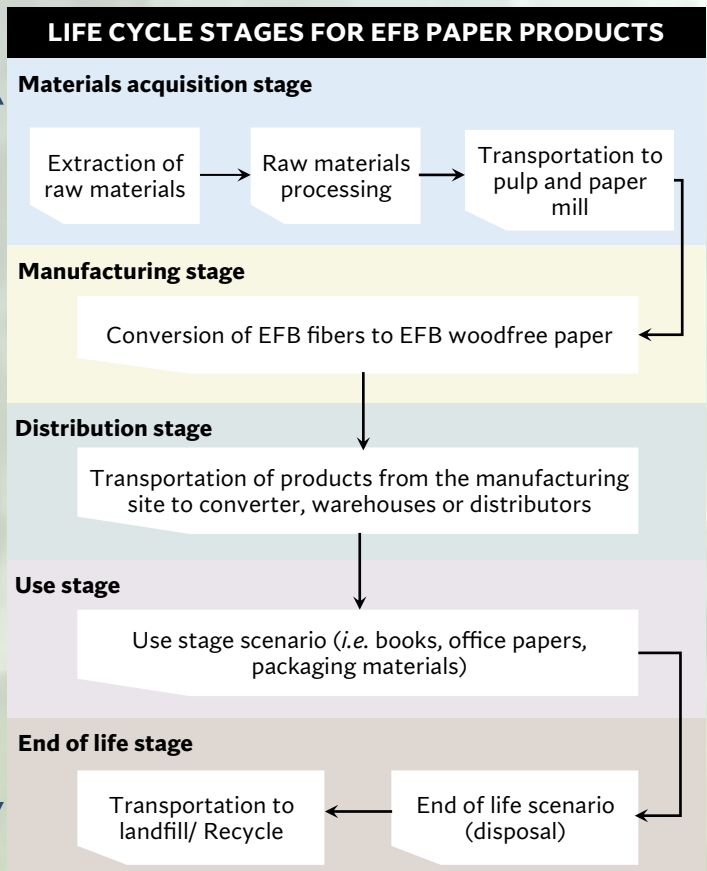 LIFE CYCLE STAGES FOR EFB PAPER PRODUCTS
Materials acquisition stage
Extraction of
raw materials
Raw materials
processing
Transportation to
pulp and paper
mill
Manufacturing stage
Conversion of EFB fibers to EFB woodfree paper
Distribution stage
Transportation of products from the manufacturing
site to converter, warehouses or distributors
Use stage
Use stage scenario (i.e. books, office papers,
packaging materials)
End of life stage
Transportation to
landfill/ Recycle
End of life scenario
(disposal)